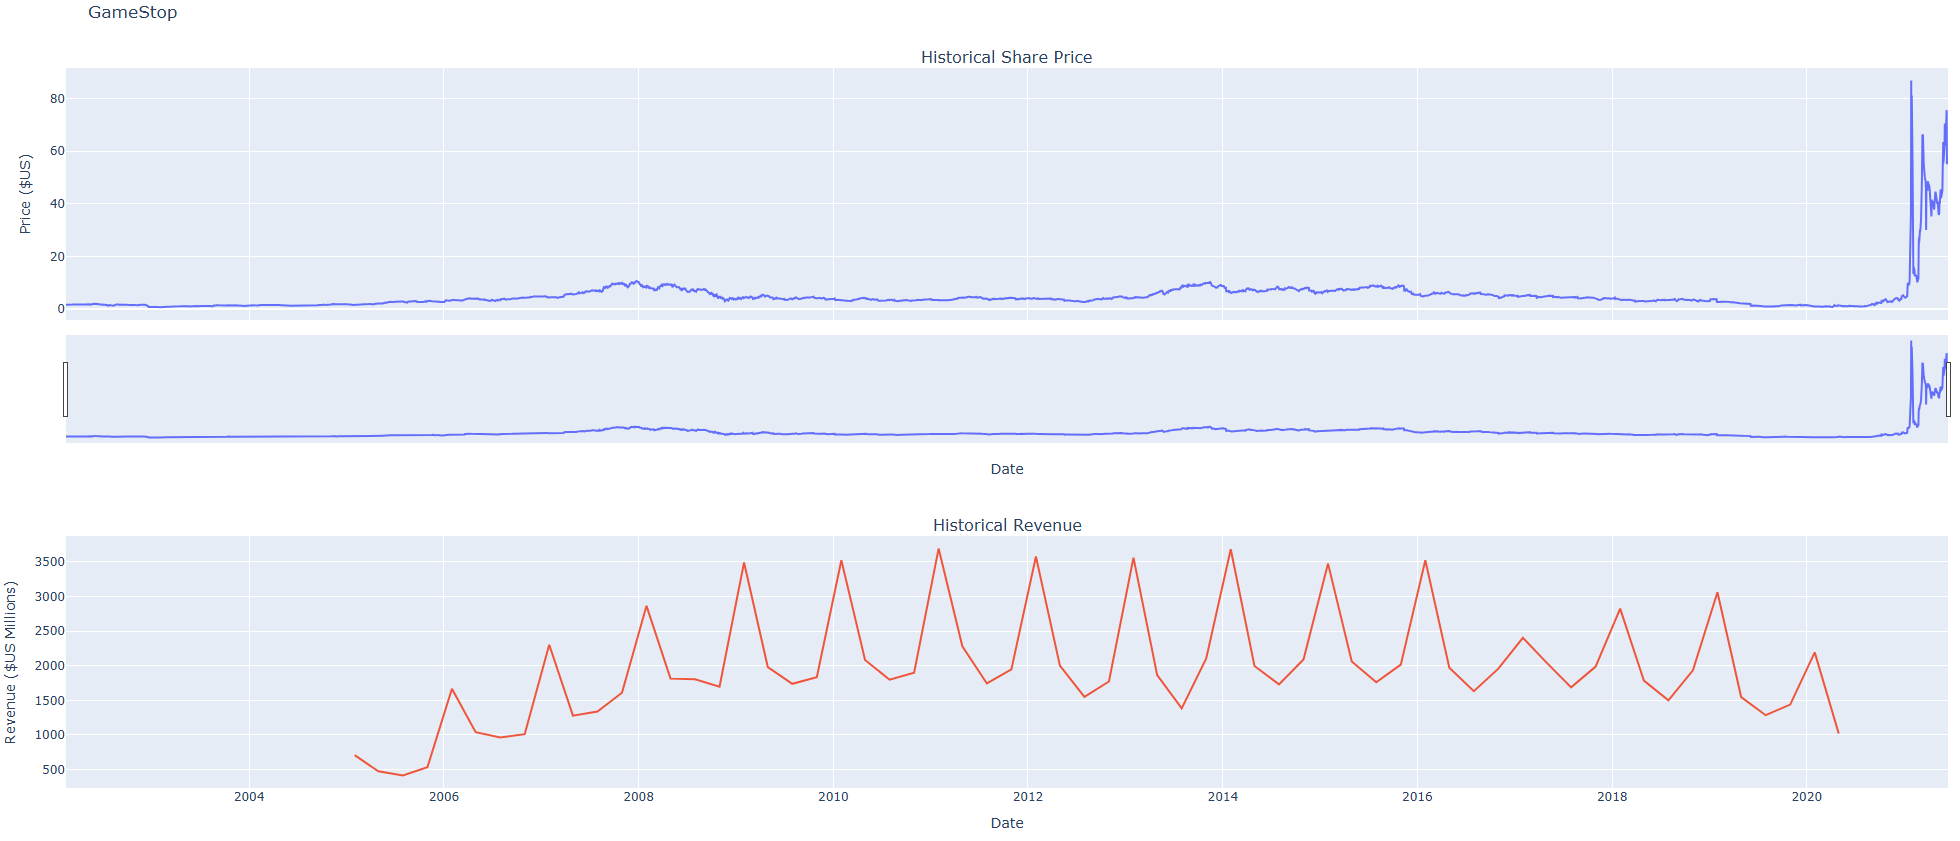 GameStop
Historical Share Price
80
60
40
20
0
Price ($US)
Date
Historical Revenue
3500
3000
2500
2000
1500
1000
500
Revenue ($US Millions)
2004 2006 2008 2010 2012 2014 2016 2018 2020
Date